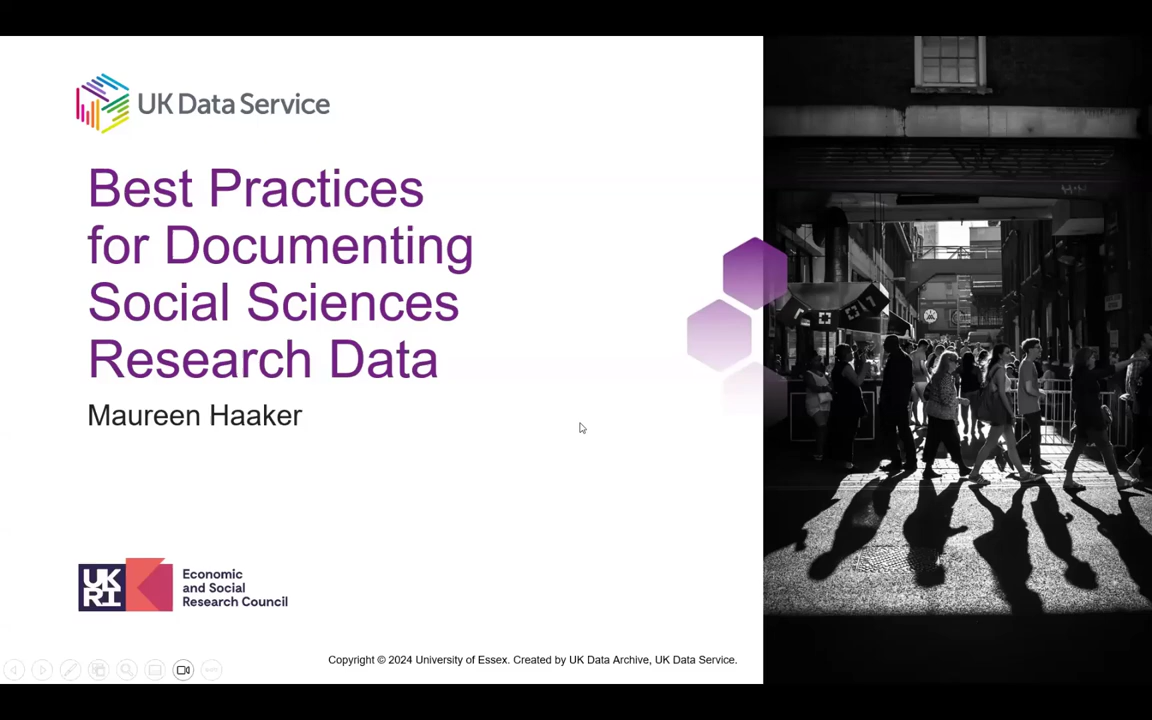 UK Data Service
Best Practices
for Documenting
Social Sciences
Research Data
Maureen Haaker
UK
RI
Economic
and Social
Research Council
Copyright © 2024 University of Essex. Created by UK Data Archive, UK Data Service.